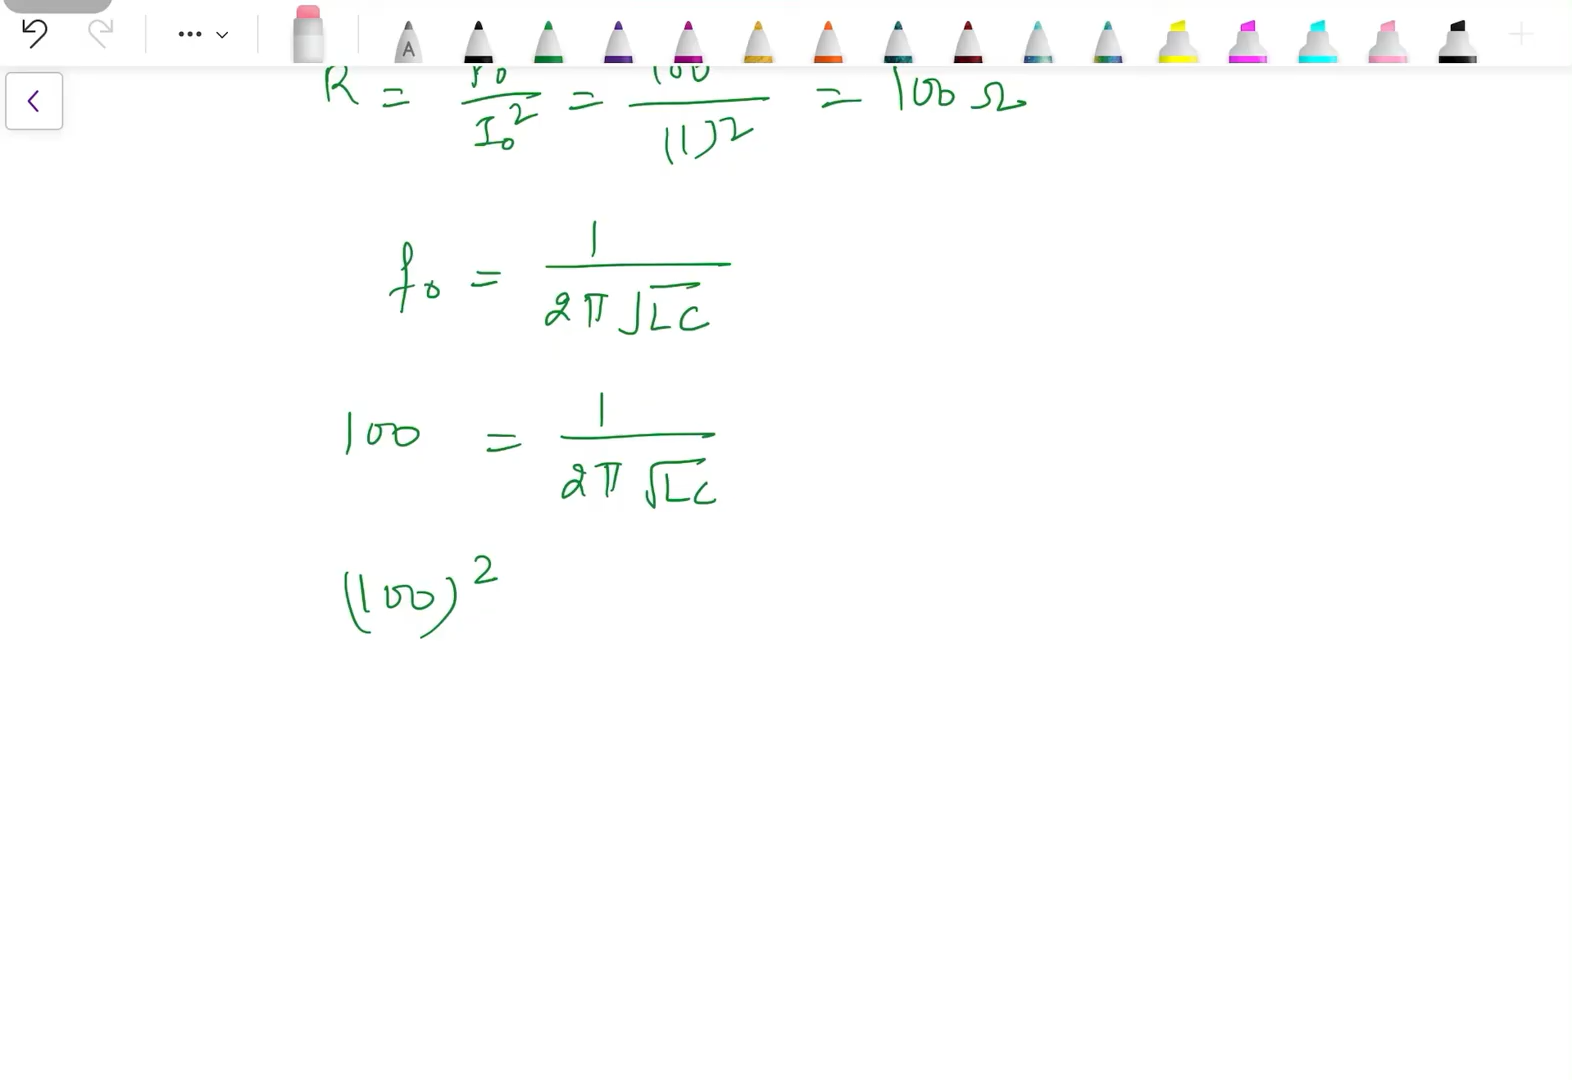 R = P₀/I₀² = 100/(1)² = 100 Ω
f₀ = 1/(2π√LC)
100 = 1/(2π√LC)
(100)²